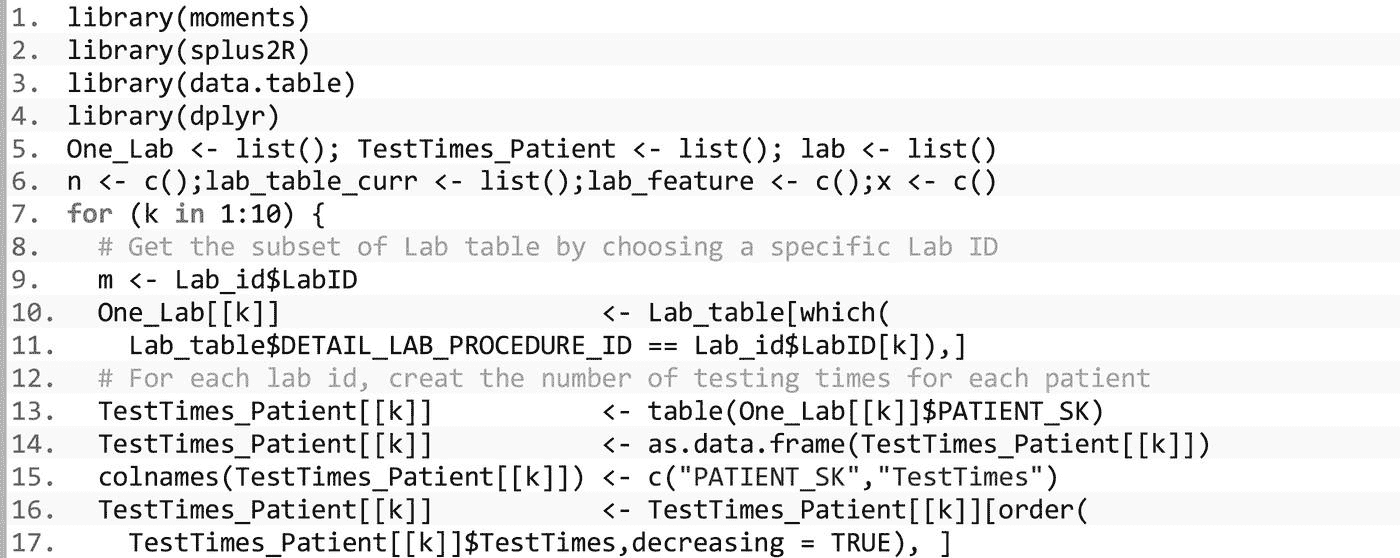 1. library(moments)
2. library(splus2R)
3. library(data.table)
4. library(dplyr)
5. One_Lab <- list(); TestTimes_Patient <- list(); lab <- list()
6. n <- c();lab_table_curr <- list();lab_feature <- c();x <- c()
7. for (k in 1:10) {
8.   # Get the subset of Lab table by choosing a specific Lab ID
9.   m <- Lab_id$LabID
10.   One_Lab[[k]]                     <- Lab_table[which(
11.     Lab_table$DETAIL_LAB_PROCEDURE_ID == Lab_id$LabID[k]),]
12.   # For each lab id, creat the number of testing times for each patient
13.   TestTimes_Patient[[k]]           <- table(One_Lab[[k]]$PATIENT_SK)
14.   TestTimes_Patient[[k]]           <- as.data.frame(TestTimes_Patient[[k]])
15.   colnames(TestTimes_Patient[[k]]) <- c("PATIENT_SK","TestTimes")
16.   TestTimes_Patient[[k]]           <- TestTimes_Patient[[k]][order(
17.     TestTimes_Patient[[k]]$TestTimes,decreasing = TRUE), ]